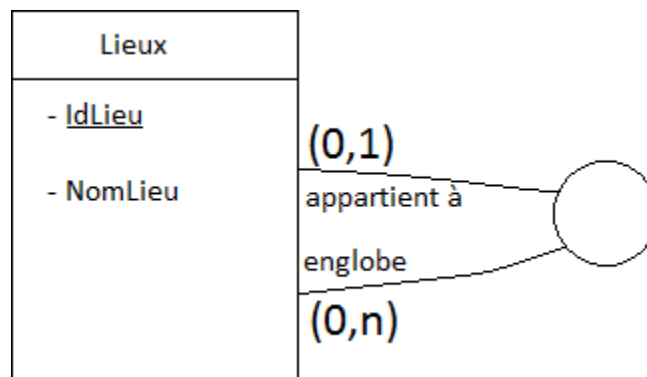 Lieux
- IdLieu
(0,1)
- NomLieu
appartient à
englobe
(0,n)